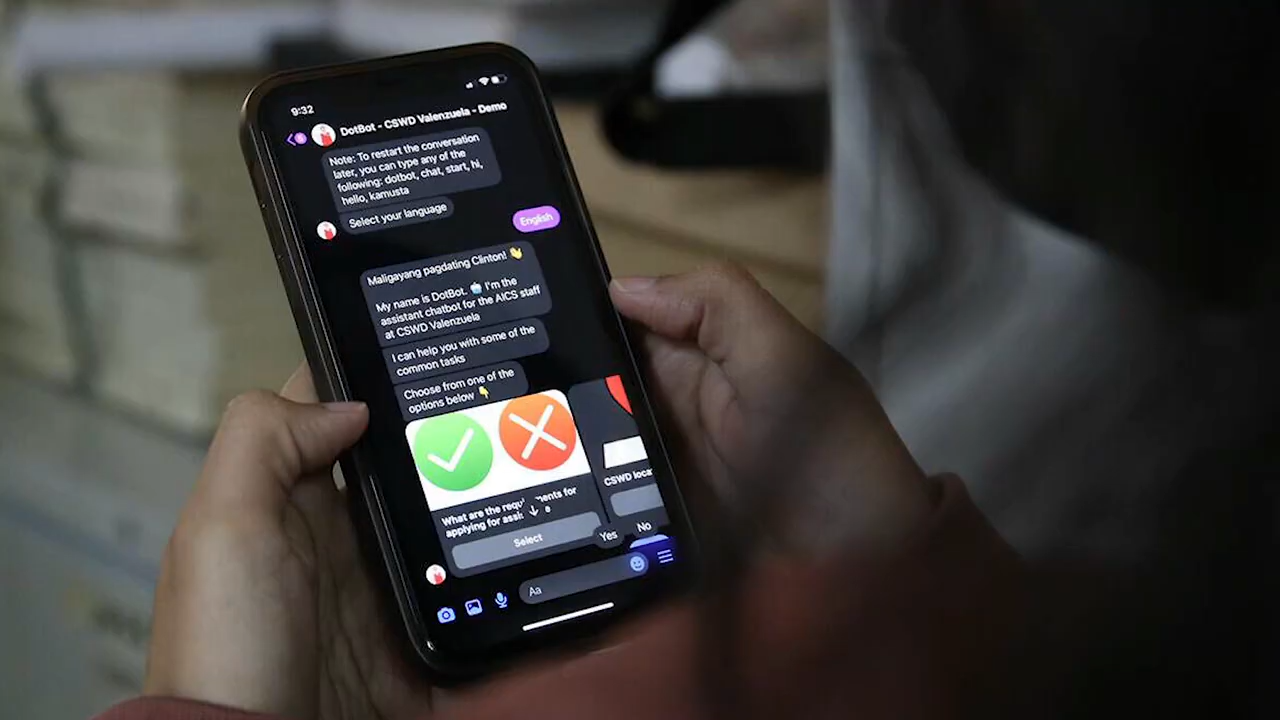 9:32
DotBot - CSWD Valenzuela - Demo
Note: To restart the conversation
later, you can type any of the
following: dotbot, chat, start, hi,
hello, kamusta
Select your language
English
Maligayang pagdating Clinton! 👋
My name is DotBot. 🤖 I'm the
assistant chatbot for the AICS staff
at CSWD Valenzuela
I can help you with some of the
common tasks
Choose from one of the
options below 👇
What are the
for
applying for
CSWD
Select
Yes
No
Aa